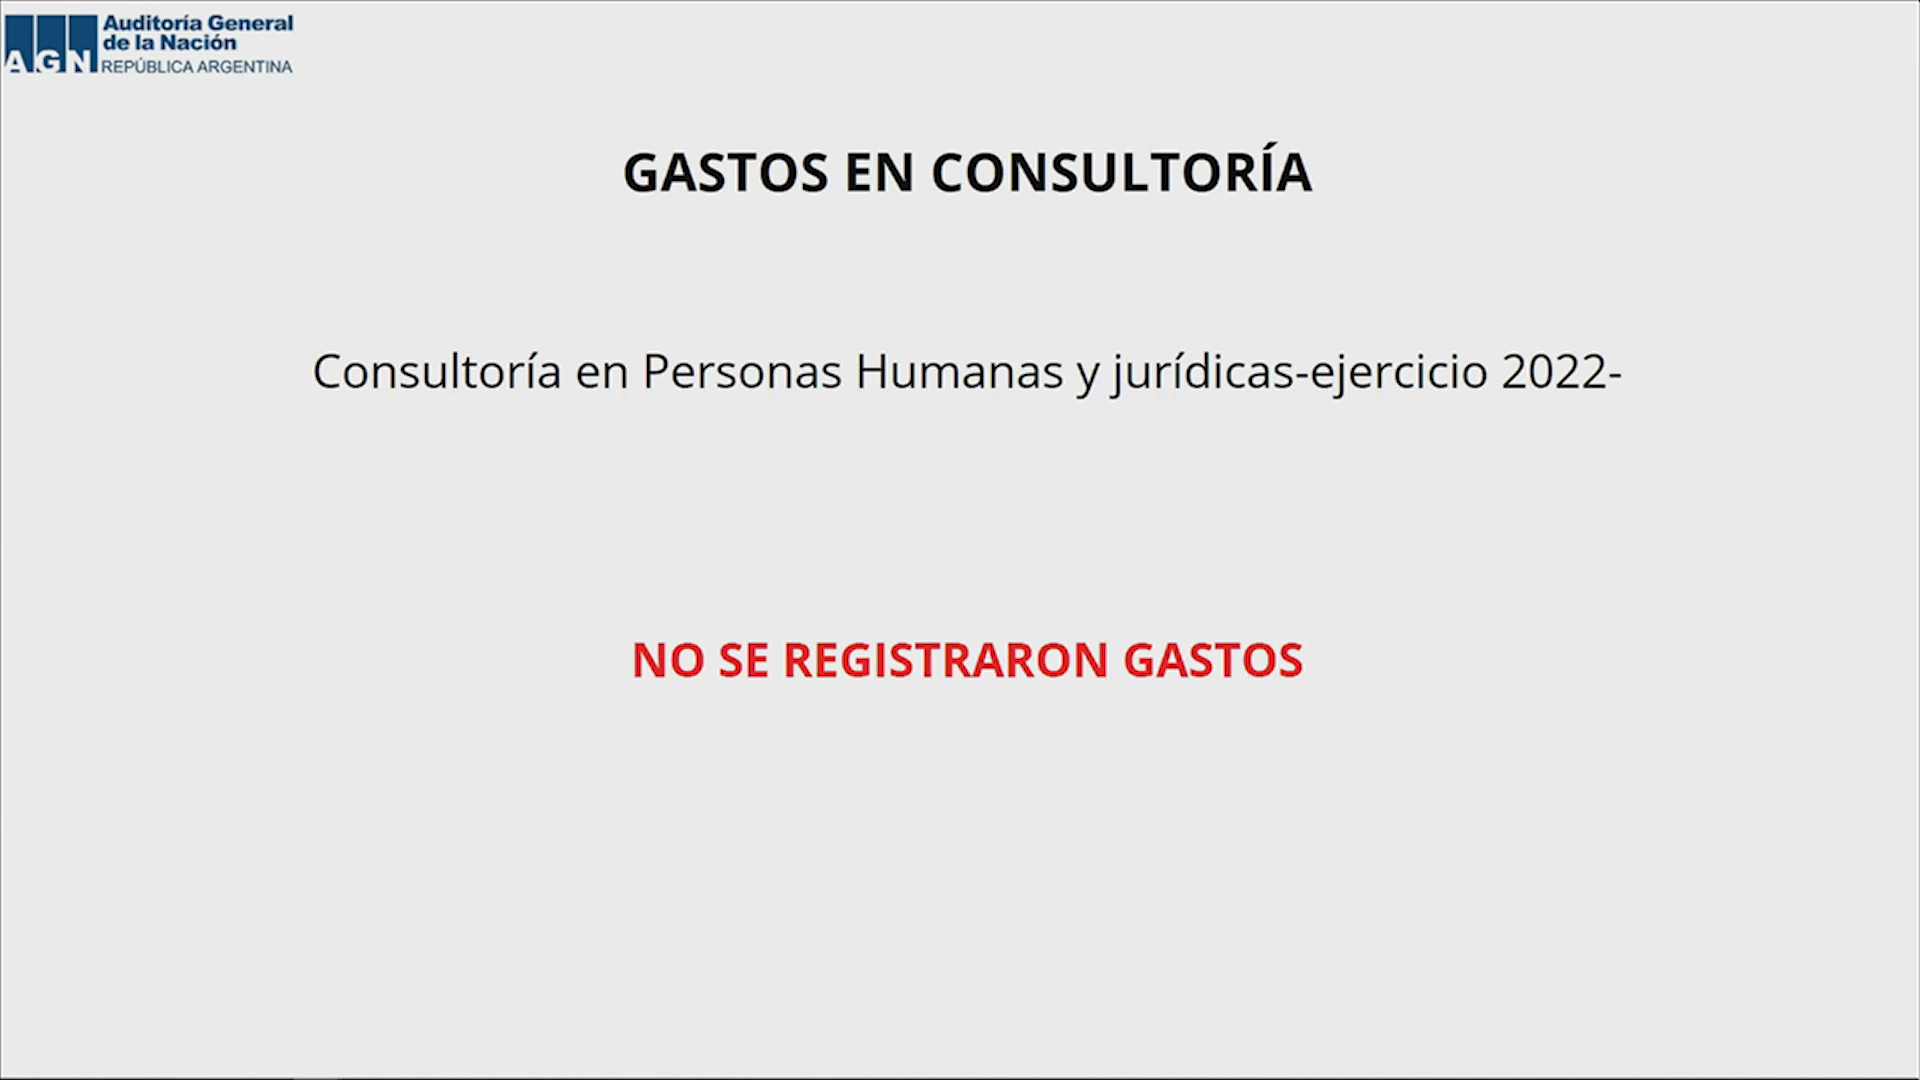 Auditoría General
de la Nación
AGN REPÚBLICA ARGENTINA
GASTOS EN CONSULTORÍA
Consultoría en Personas Humanas y jurídicas-ejercicio 2022-
NO SE REGISTRARON GASTOS